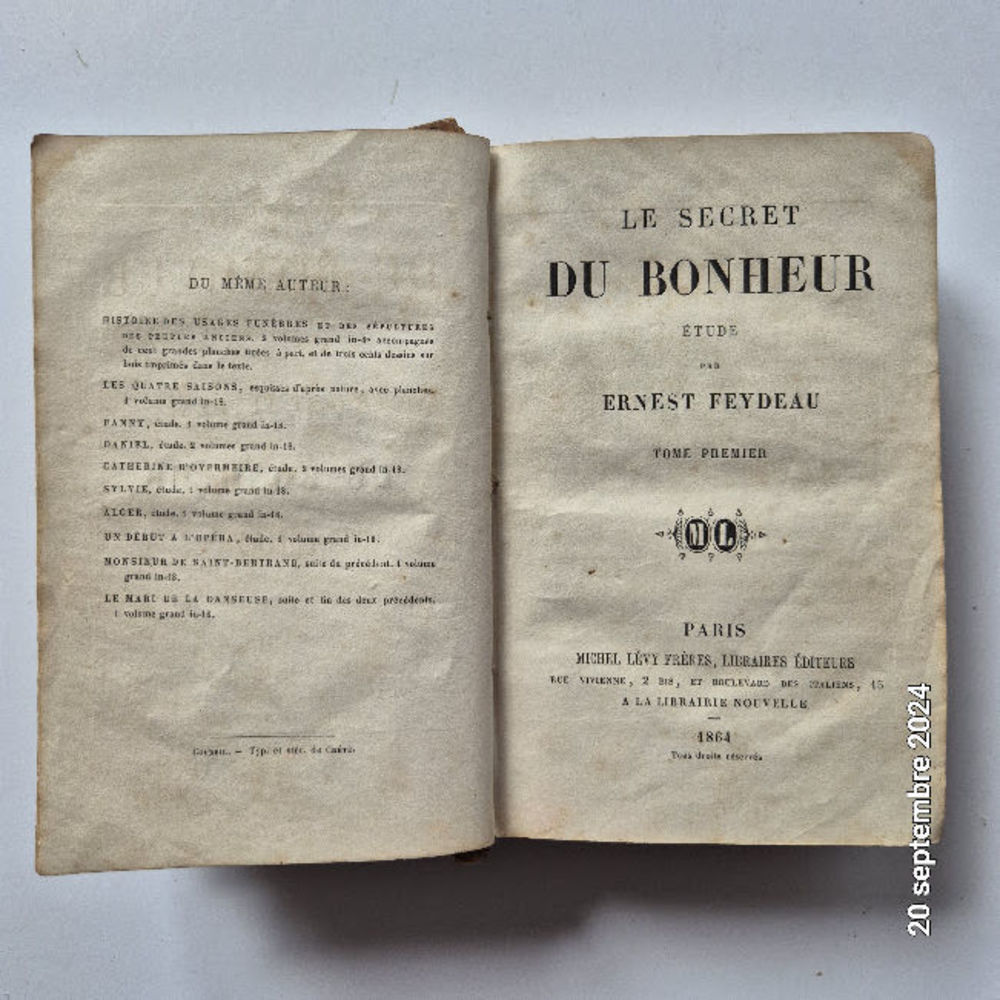 DU MÊME AUTEUR :
HISTOIRE DES USAGES FUNÈBRES ET DES SÉPULTURES
DES PEUPLES ANCIENS. 3 volumes grand in-4° accompagnés
de cent grandes planches tirées à part, et de trois cents dessins sur
bois imprimés dans le texte.
LES QUATRE SAISONS, esquisses d'après nature, avec planches.
1 volume grand in-18.
FANNY, étude. 1 volume grand in-18.
DANIEL, étude. 2 volumes grand in-18.
CATHERINE D'OVERMEIRE, étude. 2 volumes grand in-18.
SYLVIE, étude. 1 volume grand in-18.
ALGER, étude. 1 volume grand in-18.
UN DÉBUT A L'OPÉRA, étude. 1 volume grand in-18.
MONSIEUR DE SAINT-BERTRAND, suite du précédent. 1 volume
grand in-18.
LE MARI DE LA DANSEUSE, suite et fin des deux précédents.
1 volume grand in-18.
Typ. et stér. de
LE SECRET
DU BONHEUR
ÉTUDE
PAR
ERNEST FEYDEAU
TOME PREMIER
ML
PARIS
MICHEL LÉVY FRÈRES, LIBRAIRES ÉDITEURS
RUE VIVIENNE, 2 BIS, ET BOULEVARD DES ITALIENS, 15
A LA LIBRAIRIE NOUVELLE
1864
Tous droits réservés
20 septembre 2024